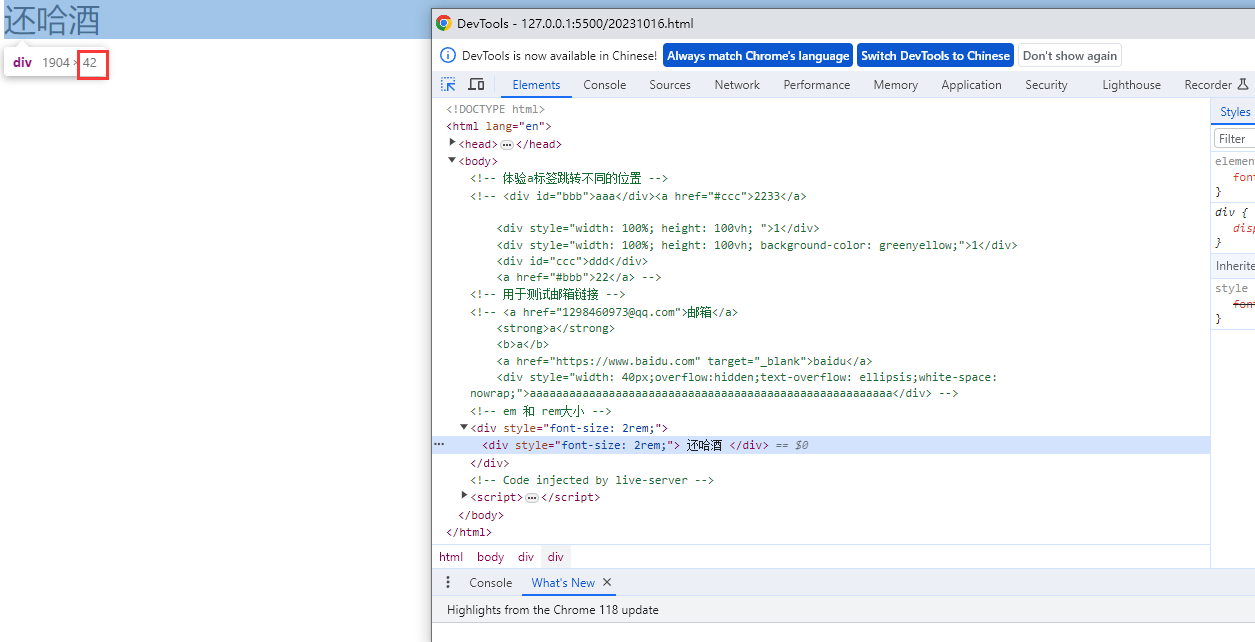 还哈酒
div 1904 × 42
DevTools - 127.0.0.1:5500/20231016.html
DevTools is now available in Chinese! Always match Chrome's language Switch DevTools to Chinese Don't show again
Elements Console Sources Network Performance Memory Application Security Lighthouse Recorder
<!DOCTYPE html>
<html lang="en">
<head> … </head>
<body>
<!-- 体验a标签跳转不同的位置 -->
<!-- <div id="bbb">aaa</div><a href="#ccc">2233</a>
<div style="width: 100%; height: 100vh; ">1</div>
<div style="width: 100%; height: 100vh; background-color: greenyellow;">1</div>
<div id="ccc">ddd</div>
<a href="#bbb">22</a> -->
<!-- 用于测试邮箱链接 -->
<!-- <a href="1298460973@qq.com">邮箱</a>
<strong>a</strong>
<b>a</b>
<a href="https://www.baidu.com" target="_blank">baidu</a>
<div style="width: 40px;overflow:hidden;text-overflow: ellipsis;white-space:
nowrap;">aaaaaaaaaaaaaaaaaaaaaaaaaaaaaaaaaaaaaaaaaaaaaaaaaaaaaaa</div> -->
<!-- em 和 rem大小 -->
<div style="font-size: 2rem;">
<div style="font-size: 2rem;"> 还哈酒 </div> == $0
</div>
<!-- Code injected by live-server -->
<script> … </script>
</body>
</html>
html body div div
Console What's New ×
Highlights from the Chrome 118 update
Styles
Filter
elemen
font
}
div {
disp
}
Inherite
style
font
}